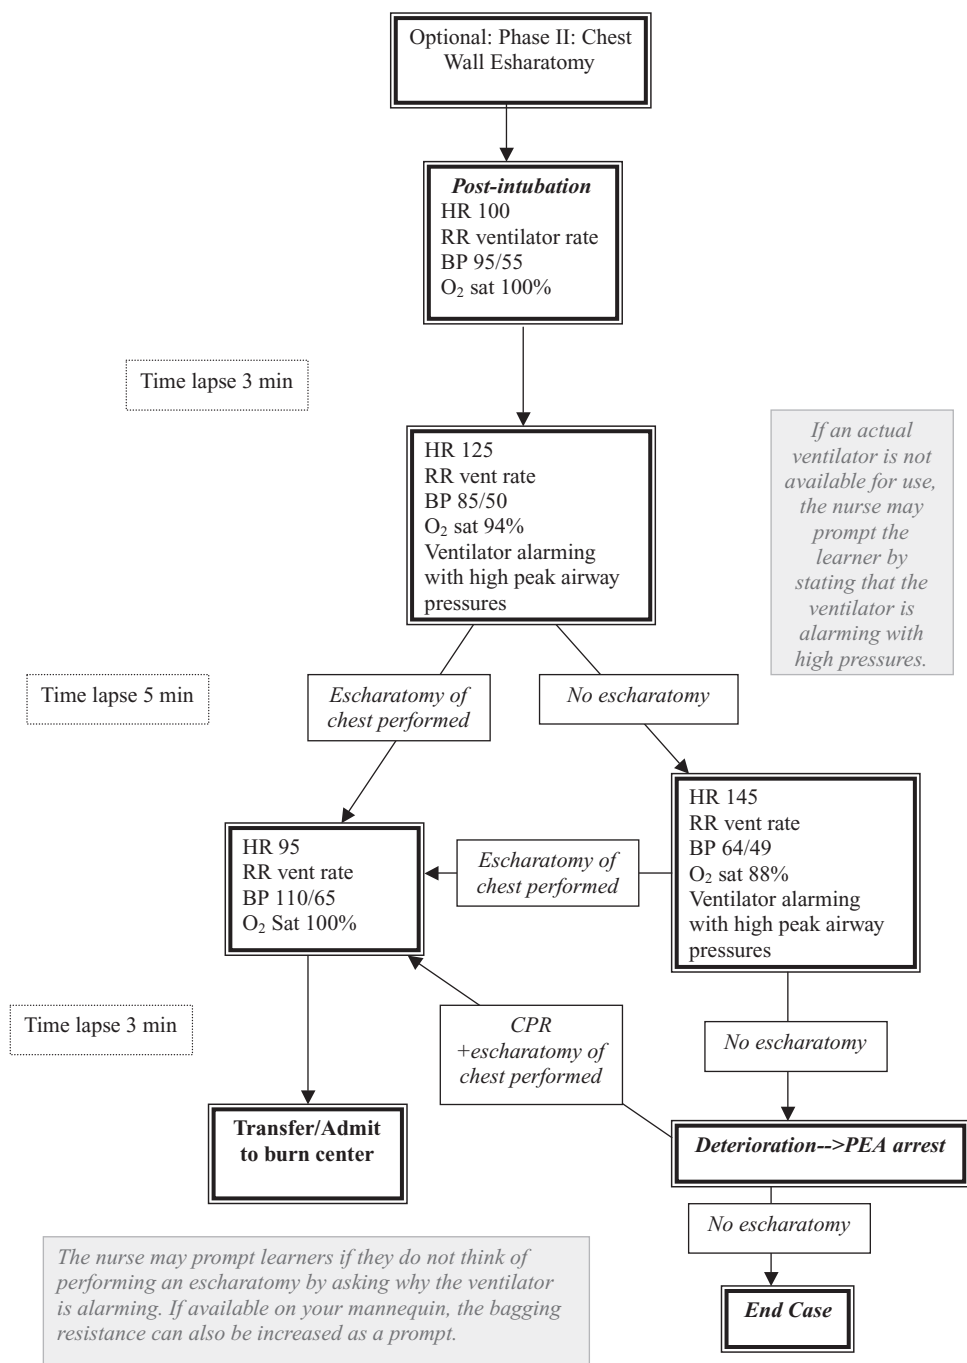 Optional: Phase II: Chest
Wall Esharatomy
Post-intubation
HR 100
RR ventilator rate
BP 95/55
O₂ sat 100%
Time lapse 3 min
HR 125
RR vent rate
BP 85/50
O₂ sat 94%
Ventilator alarming
with high peak airway
pressures
If an actual
ventilator is not
available for use,
the nurse may
prompt the
learner by
stating that the
ventilator is
alarming with
high pressures.
Time lapse 5 min
Escharatomy of
chest performed
No escharatomy
HR 145
RR vent rate
BP 64/49
O₂ sat 88%
Ventilator alarming
with high peak airway
pressures
HR 95
RR vent rate
BP 110/65
O₂ Sat 100%
Escharatomy of
chest performed
Time lapse 3 min
CPR
+escharatomy of
chest performed
No escharatomy
Transfer/Admit
to burn center
Deterioration-->PEA arrest
No escharatomy
The nurse may prompt learners if they do not think of
performing an escharatomy by asking why the ventilator
is alarming. If available on your mannequin, the bagging
resistance can also be increased as a prompt.
End Case